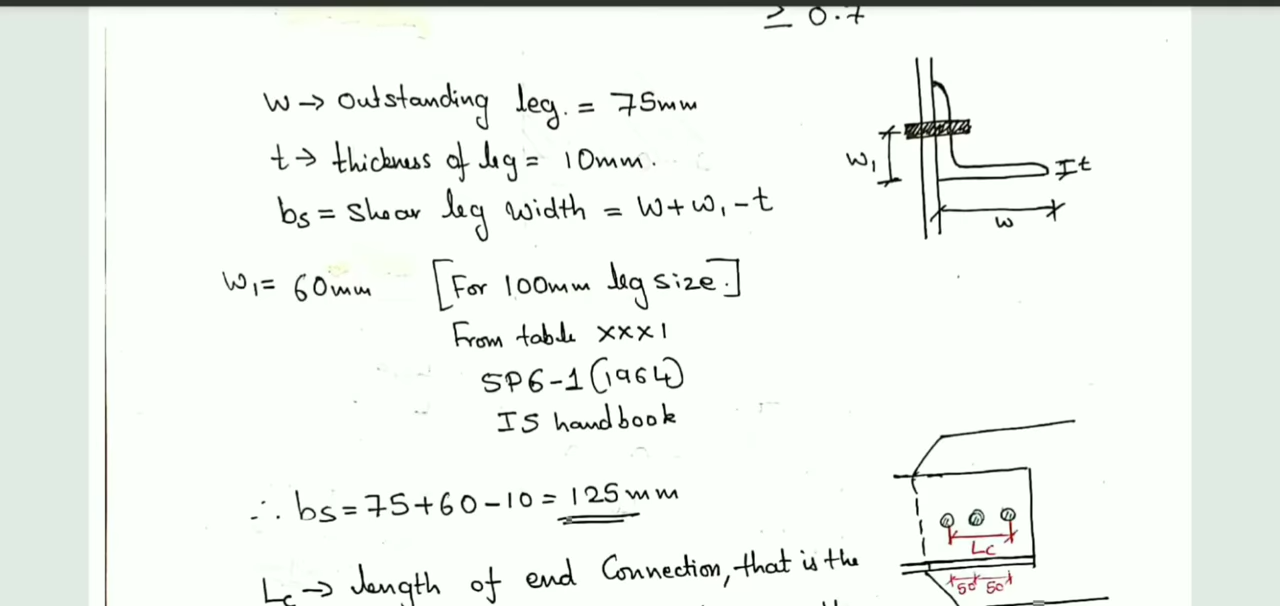 ≥ 0.7
w → outstanding leg. = 75mm
t → thickness of leg = 10mm.
bs = shear leg width = w+w₁-t
w₁ = 60mm [For 100mm leg size.]
From table XXXI
SP6-1 (1964)
IS handbook
∴ bs = 75+60-10 = 125mm
Lc → length of end connection, that is the
w₁
t
w
Lc
50 50